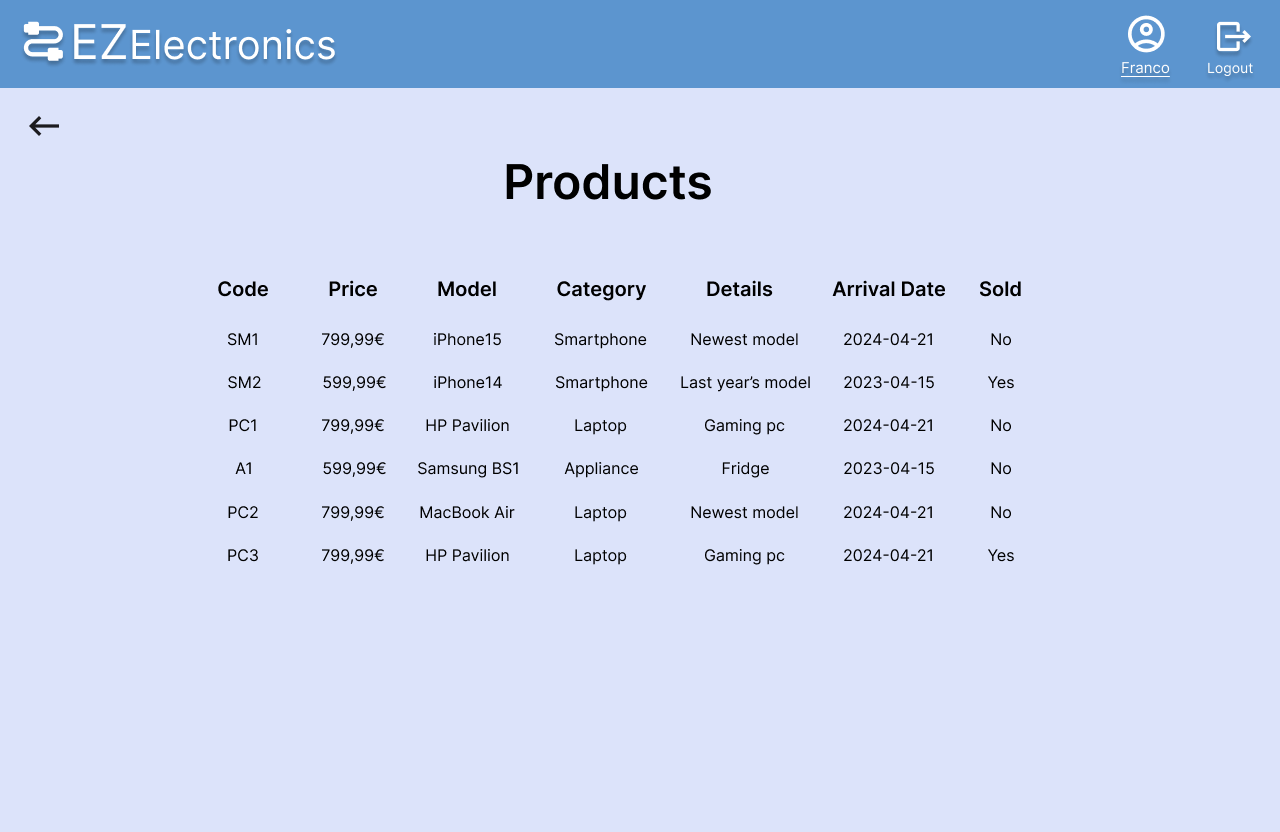 EZElectronics
Franco
Logout
Products
Code Price Model Category Details Arrival Date Sold
SM1 799,99€ iPhone15 Smartphone Newest model 2024-04-21 No
SM2 599,99€ iPhone14 Smartphone Last year’s model 2023-04-15 Yes
PC1 799,99€ HP Pavilion Laptop Gaming pc 2024-04-21 No
A1 599,99€ Samsung BS1 Appliance Fridge 2023-04-15 No
PC2 799,99€ MacBook Air Laptop Newest model 2024-04-21 No
PC3 799,99€ HP Pavilion Laptop Gaming pc 2024-04-21 Yes